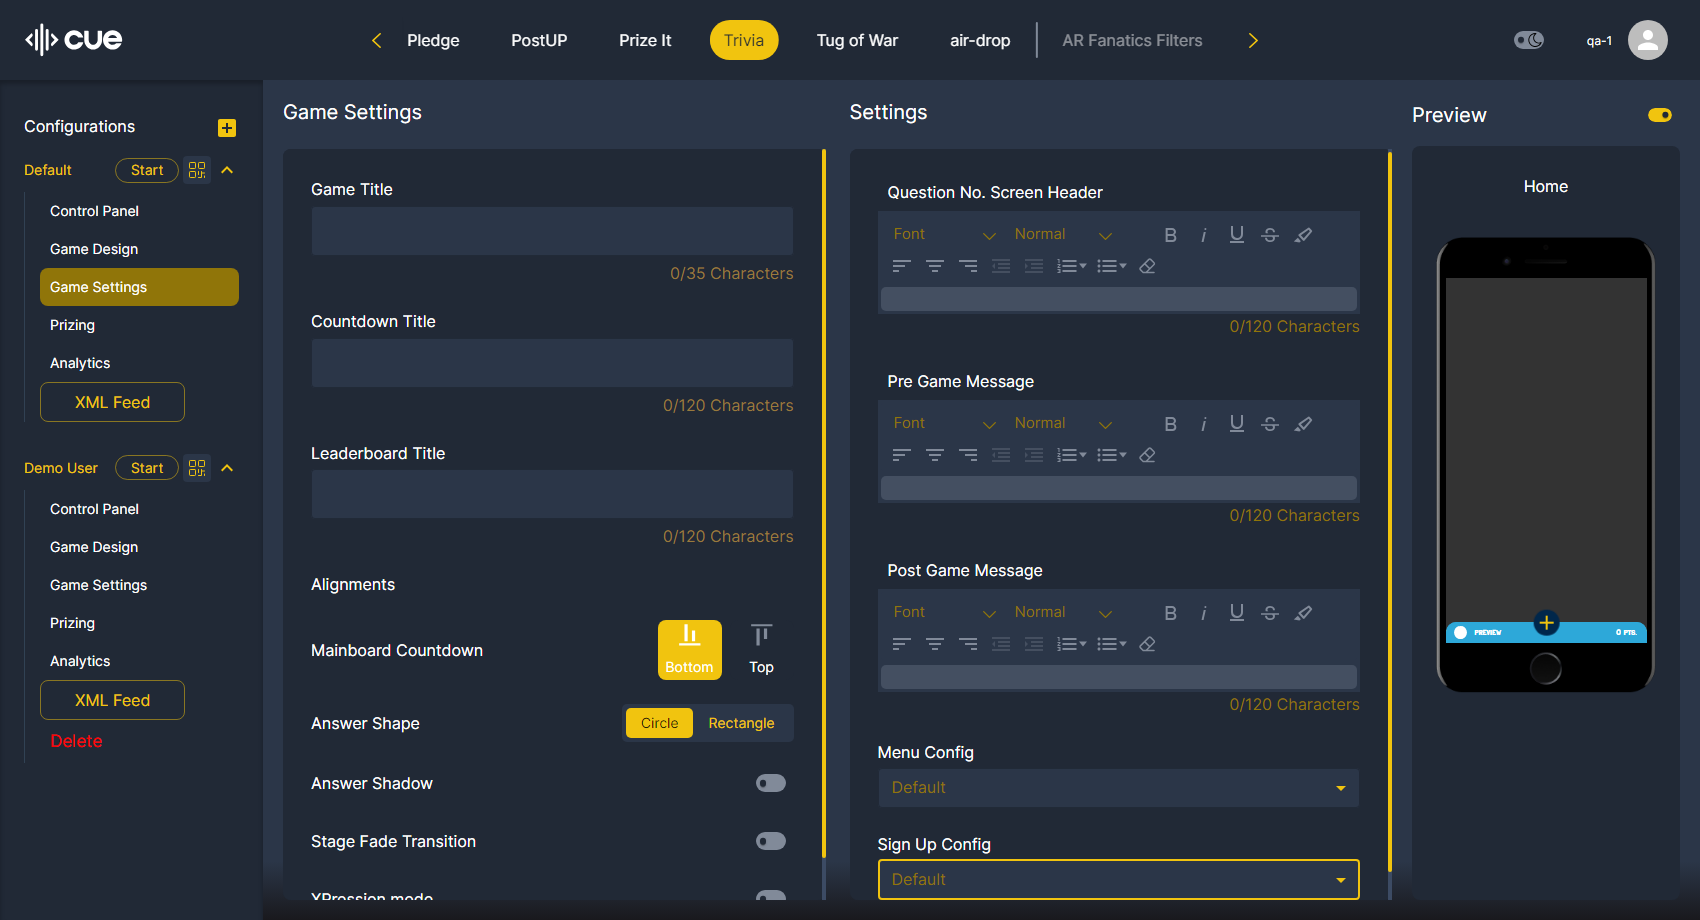 cue
Pledge
PostUP
Prize It
Trivia
Tug of War
air-drop
AR Fanatics Filters
qa-1
Configurations
Default
Start
Control Panel
Game Design
Game Settings
Prizing
Analytics
XML Feed
Demo User
Start
Control Panel
Game Design
Game Settings
Prizing
Analytics
XML Feed
Delete
Game Settings
Game Title
0/35 Characters
Countdown Title
0/120 Characters
Leaderboard Title
0/120 Characters
Alignments
Mainboard Countdown
Bottom
Top
Answer Shape
Circle
Rectangle
Answer Shadow
Stage Fade Transition
XPression mode
Settings
Question No. Screen Header
Font
Normal
0/120 Characters
Pre Game Message
Font
Normal
0/120 Characters
Post Game Message
Font
Normal
0/120 Characters
Menu Config
Default
Sign Up Config
Default
Preview
Home
PREVIEW
0 PTS.